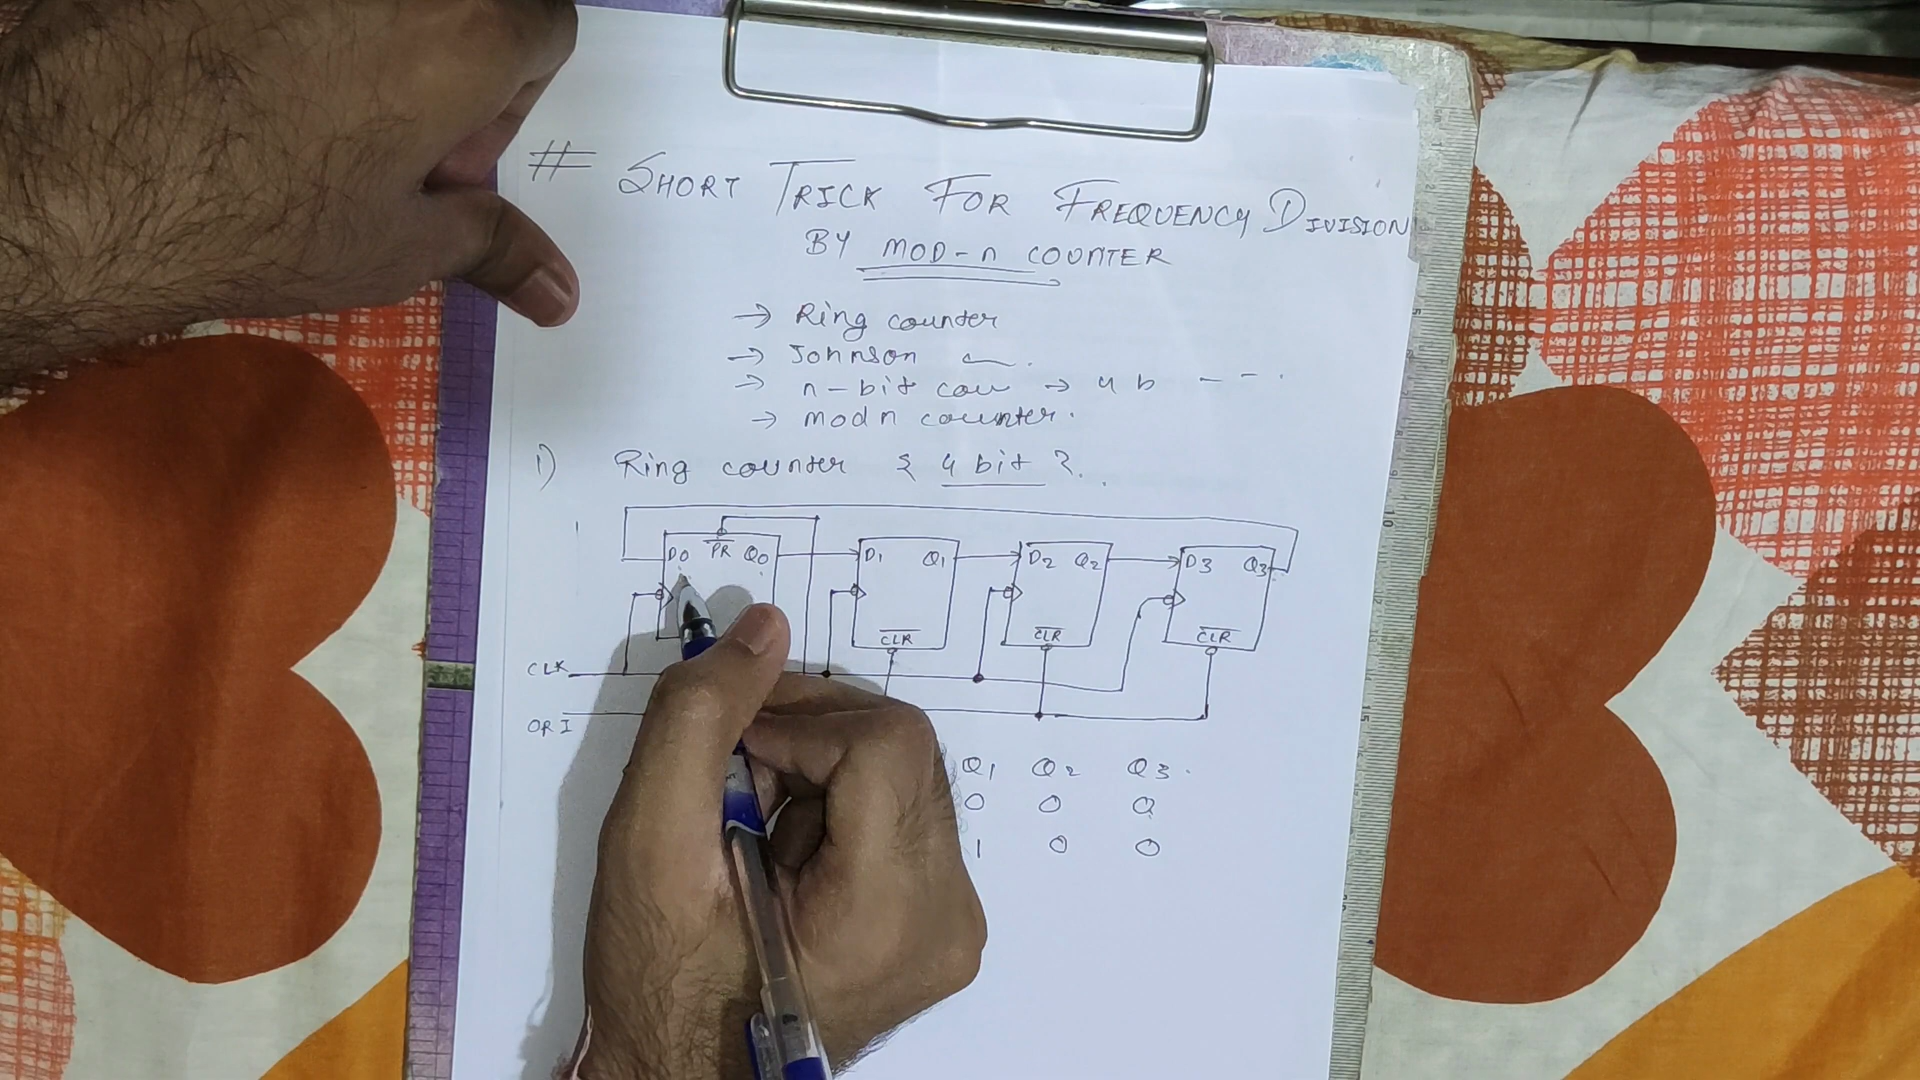 # SHORT TRICK FOR FREQUENCY DIVISION
BY MOD-n COUNTER
→ Ring counter
→ Johnson
→ n-bit cou → 4 b - - .
→ mod n counter.
1) Ring counter { 4 bit }.
D0 PR Q0 D1 Q1 D2 Q2 D3 Q3
CLR CLR CLR
CLK
ORI
Q1 Q2 Q3
0 0 0
1 0 0